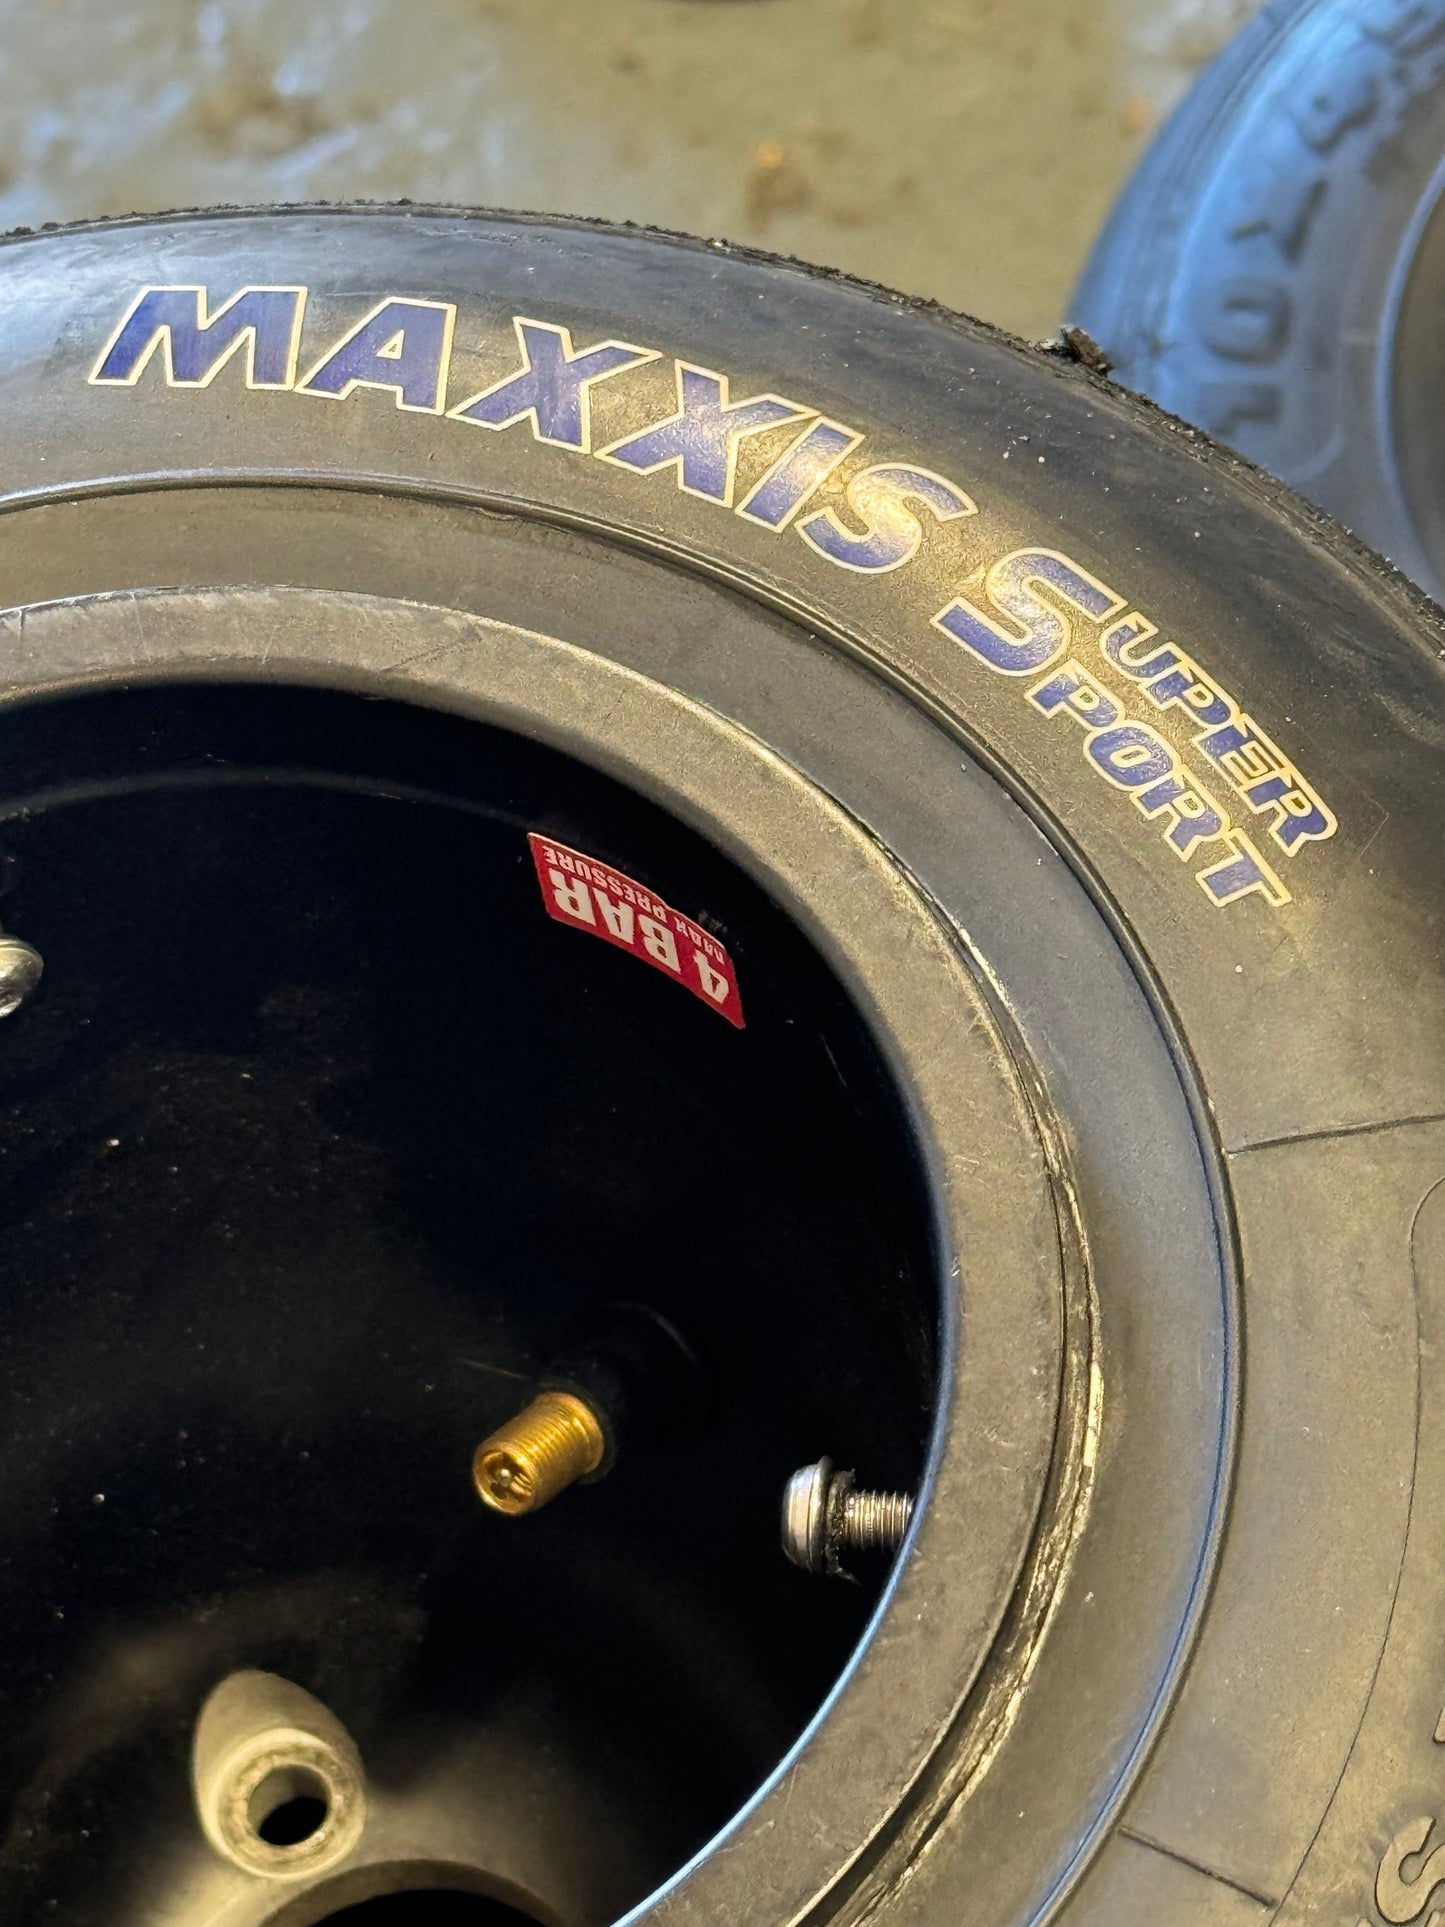 MAXXIS
SUPER
SPORT
4 BAR
MAX PRESSURE